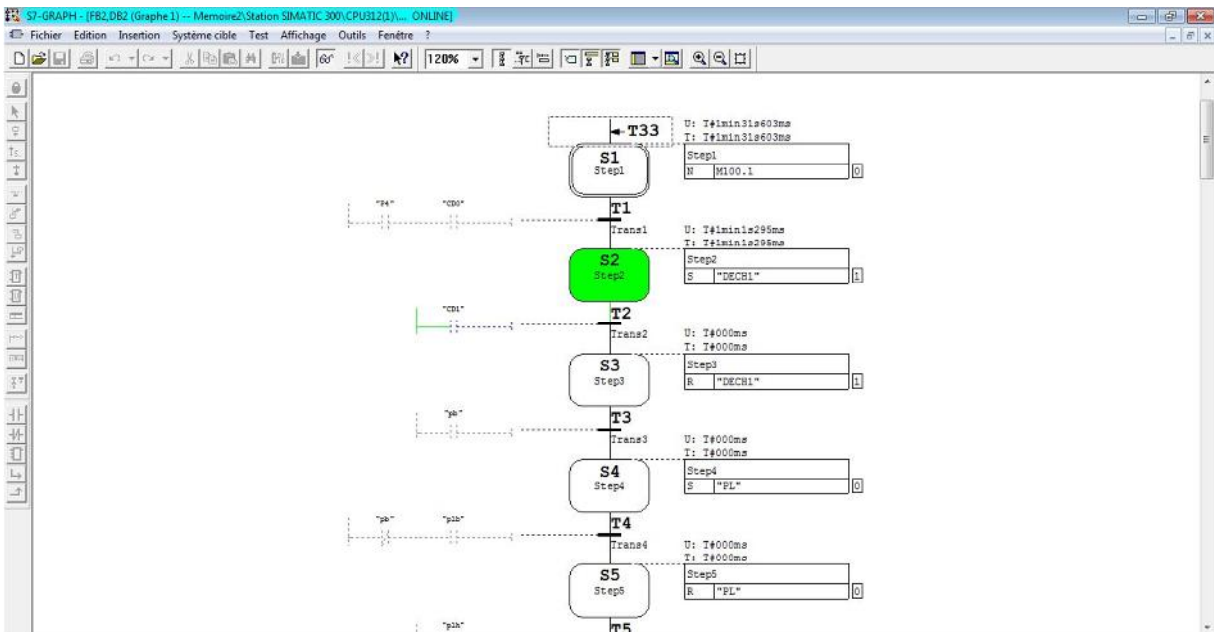 S7-GRAPH - [FB2,DB2 (Graphe 1) -- Memoire2\Station SIMATIC 300\CPU312(1)\... ONLINE]
Fichier Edition Insertion Système cible Test Affichage Outils Fenêtre ?
120%
T33
U: T#1min31s603ms
T: T#1min31s603ms
S1
Step1
Step1
N M100.1 0
"CD0"
T1
Trans1
U: T#1min1s295ms
T: T#1min1s295ms
S2
Step2
Step2
S "DECH1" 1
"CD1"
T2
Trans2
U: T#000ms
T: T#000ms
S3
Step3
Step3
R "DECH1" 1
"pb"
T3
Trans3
U: T#000ms
T: T#000ms
S4
Step4
Step4
S "PL" 0
"pb" "plb"
T4
Trans4
U: T#000ms
T: T#000ms
S5
Step5
Step5
R "PL" 0
T5